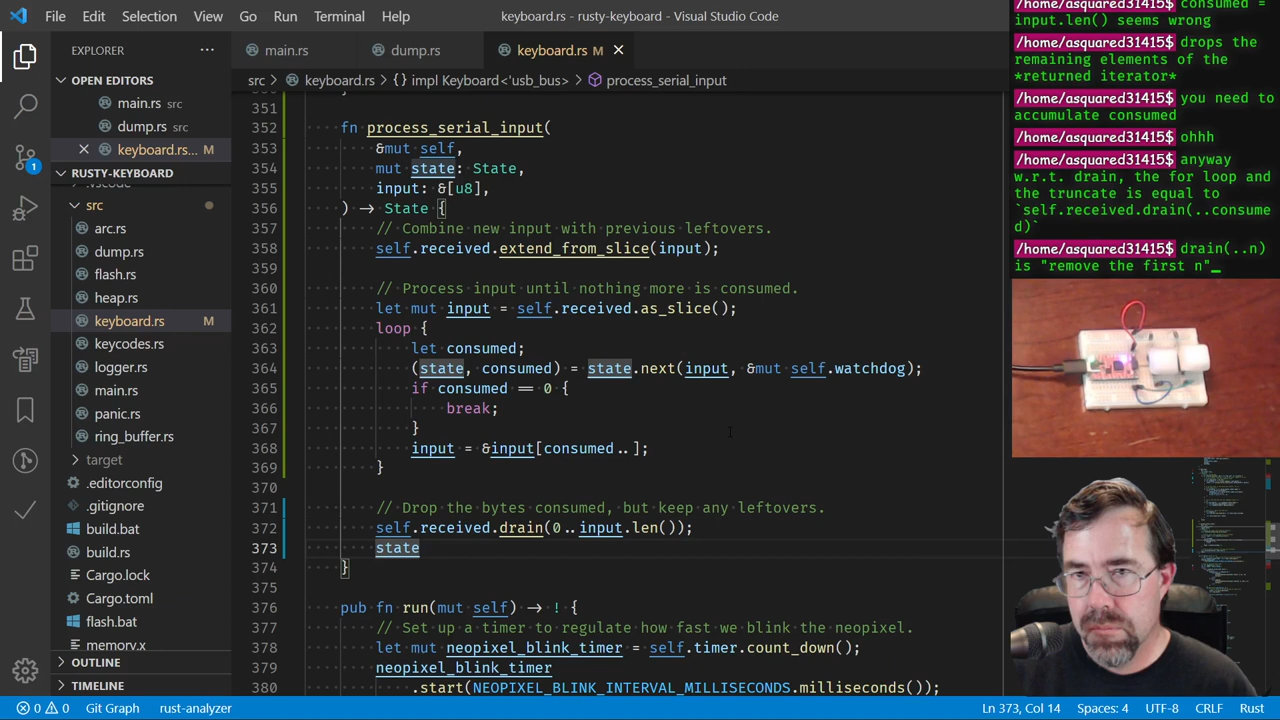 File Edit Selection View Go Run Terminal Help
keyboard.rs - rusty-keyboard - Visual Studio Code
EXPLORER
OPEN EDITORS
main.rs src
dump.rs src
keyboard.rs... M
RUSTY-KEYBOARD
.vscode
src
arc.rs
dump.rs
flash.rs
heap.rs
keyboard.rs M
keycodes.rs
logger.rs
main.rs
panic.rs
ring_buffer.rs
target
.editorconfig
.gitignore
build.bat
build.rs
Cargo.lock
Cargo.toml
flash.bat
memory.x
OUTLINE
TIMELINE
1
main.rs
dump.rs
keyboard.rs M
src > keyboard.rs > {} impl Keyboard<'usb_bus> > process_serial_input
350 }
351
352 fn process_serial_input(
353 &mut self,
354 mut state: State,
355 input: &[u8],
356 ) -> State {
357 // Combine new input with previous leftovers.
358 self.received.extend_from_slice(input);
359
360 // Process input until nothing more is consumed.
361 let mut input = self.received.as_slice();
362 loop {
363 let consumed;
364 (state, consumed) = state.next(input, &mut self.watchdog);
365 if consumed == 0 {
366 break;
367 }
368 input = &input[consumed..];
369 }
370
371 // Drop the bytes consumed, but keep any leftovers.
372 self.received.drain(0..input.len());
373 state
374 }
375
376 pub fn run(mut self) -> ! {
377 // Set up a timer to regulate how fast we blink the neopixel.
378 let mut neopixel_blink_timer = self.timer.count_down();
379 neopixel_blink_timer
380 .start(NEOPIXEL_BLINK_INTERVAL_MILLISECONDS.milliseconds());
/home/asquared31415$ consumed =
input.len() seems wrong
/home/asquared31415$ drops the
remaining elements of the
*returned iterator*
/home/asquared31415$ you need to
accumulate consumed
/home/asquared31415$ ohhh
/home/asquared31415$ anyway
w.r.t. drain, the for loop and
the truncate is equal to
`self.received.drain(..consume
d)`
/home/asquared31415$ drain(..n)
is "remove the first n"_
0 0 Git Graph rust-analyzer
Ln 373, Col 14 Spaces: 4 UTF-8 CRLF Rust